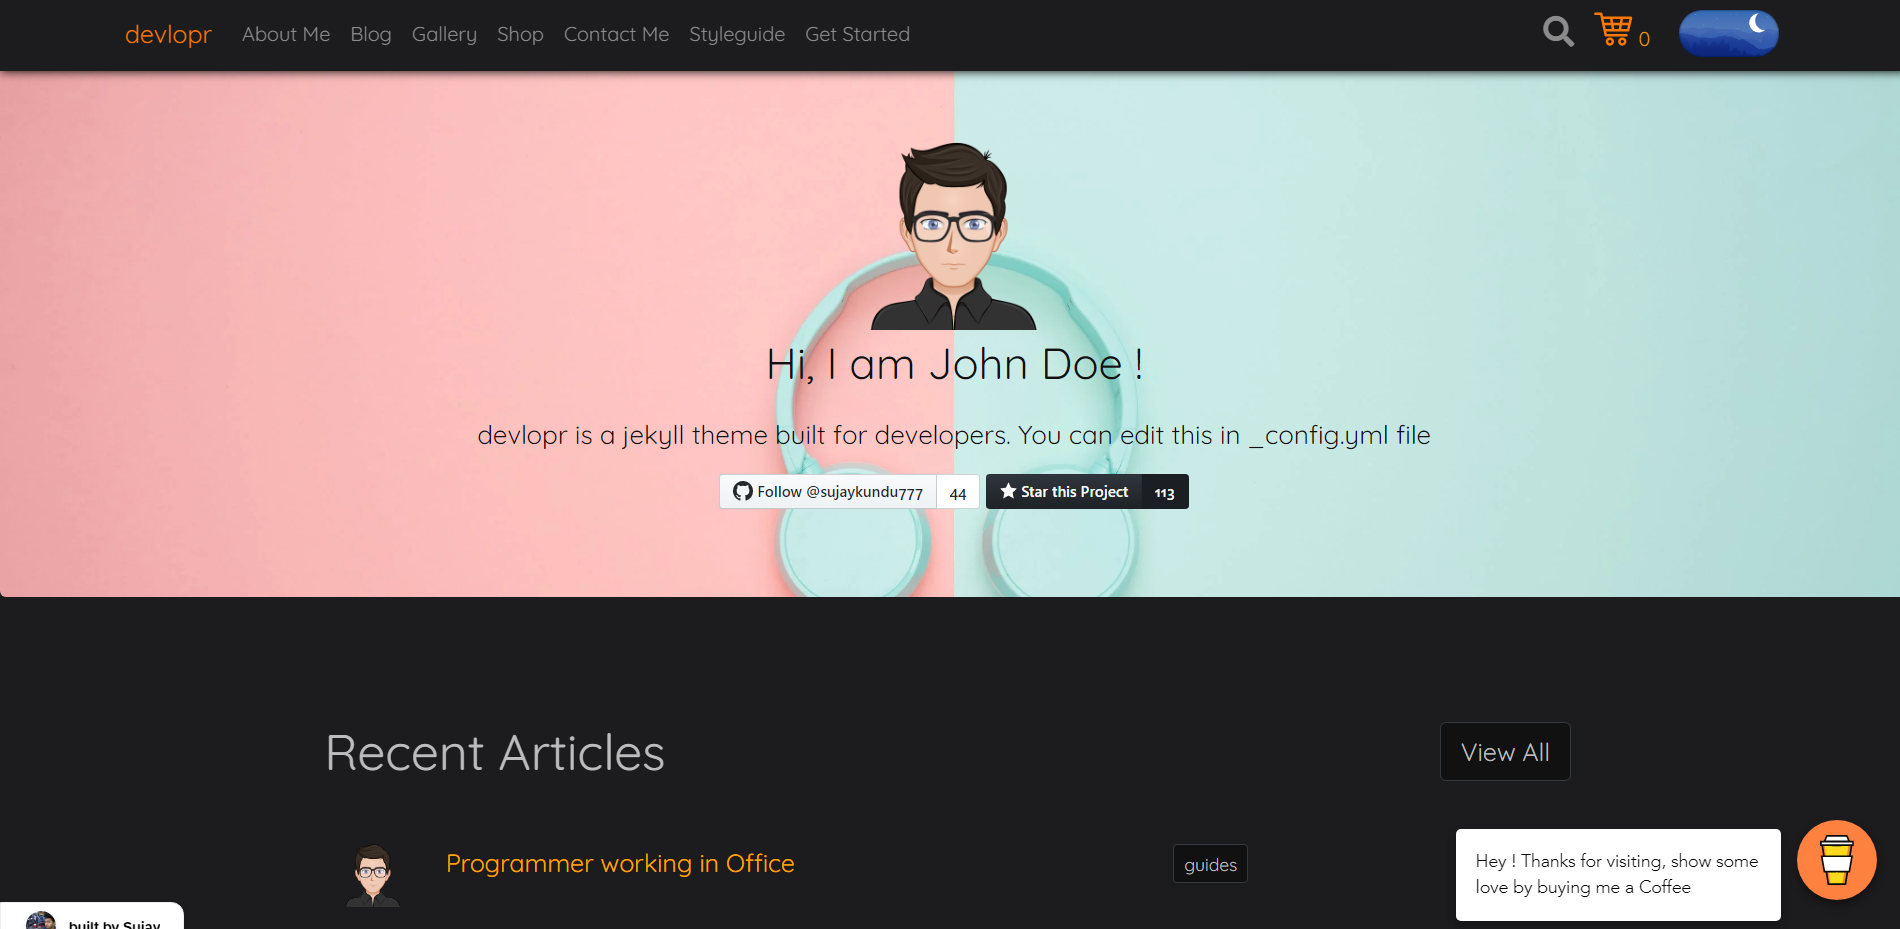 devlopr About Me Blog Gallery Shop Contact Me Styleguide Get Started 0
Hi, I am John Doe !
devlopr is a jekyll theme built for developers. You can edit this in _config.yml file
Follow @sujaykundu777 44 Star this Project 113
Recent Articles View All
Programmer working in Office guides
Hey ! Thanks for visiting, show some
love by buying me a Coffee
built by Sujay